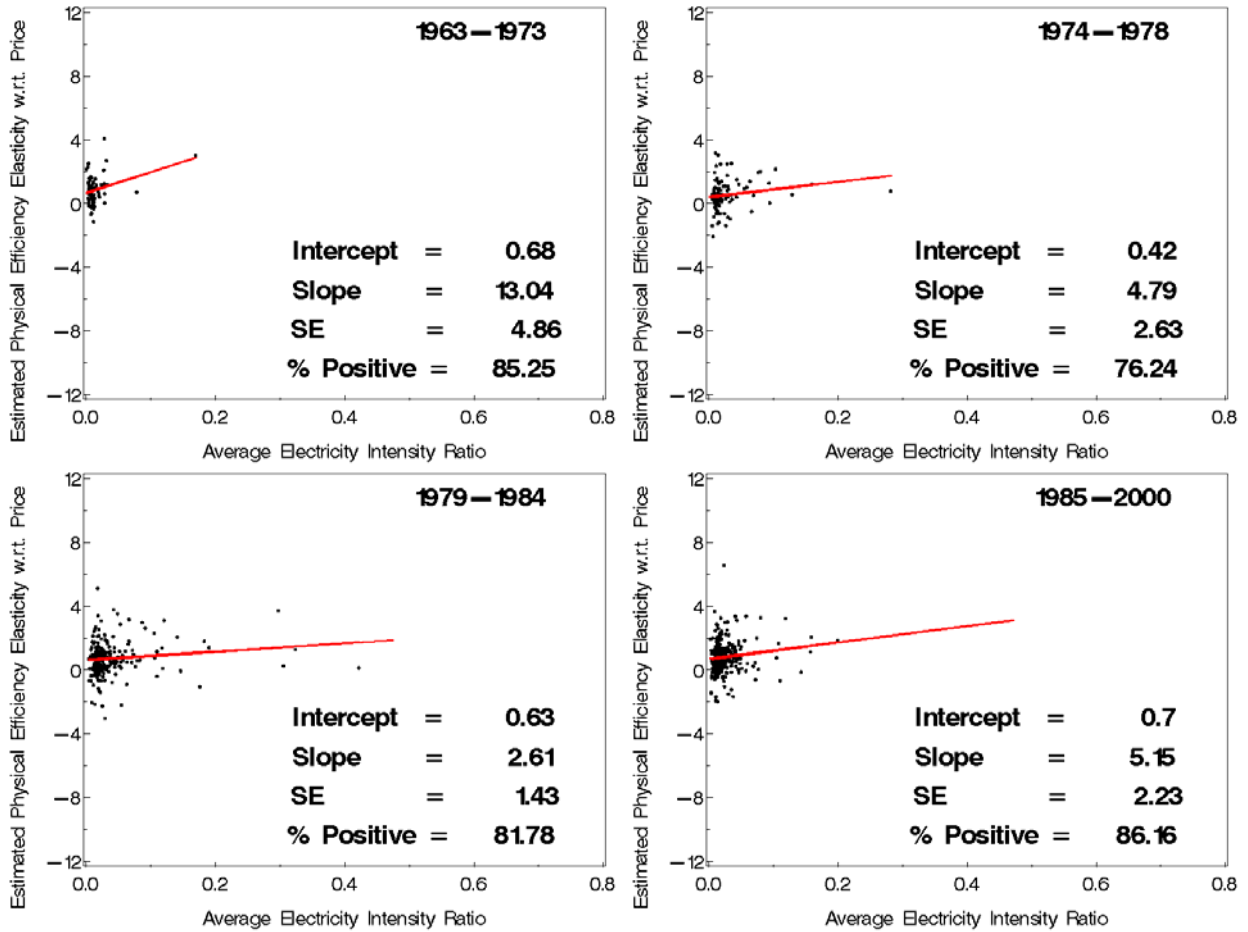 1963–1973
Estimated Physical Efficiency Elasticity w.r.t. Price
12
8
4
0
−4
−8
−12
Intercept = 0.68
Slope = 13.04
SE = 4.86
% Positive = 85.25
0.0 0.2 0.4 0.6 0.8
Average Electricity Intensity Ratio
1974–1978
Estimated Physical Efficiency Elasticity w.r.t. Price
12
8
4
0
−4
−8
−12
Intercept = 0.42
Slope = 4.79
SE = 2.63
% Positive = 76.24
0.0 0.2 0.4 0.6 0.8
Average Electricity Intensity Ratio
1979–1984
Estimated Physical Efficiency Elasticity w.r.t. Price
12
8
4
0
−4
−8
−12
Intercept = 0.63
Slope = 2.61
SE = 1.43
% Positive = 81.78
0.0 0.2 0.4 0.6 0.8
Average Electricity Intensity Ratio
1985–2000
Estimated Physical Efficiency Elasticity w.r.t. Price
12
8
4
0
−4
−8
−12
Intercept = 0.7
Slope = 5.15
SE = 2.23
% Positive = 86.16
0.0 0.2 0.4 0.6 0.8
Average Electricity Intensity Ratio